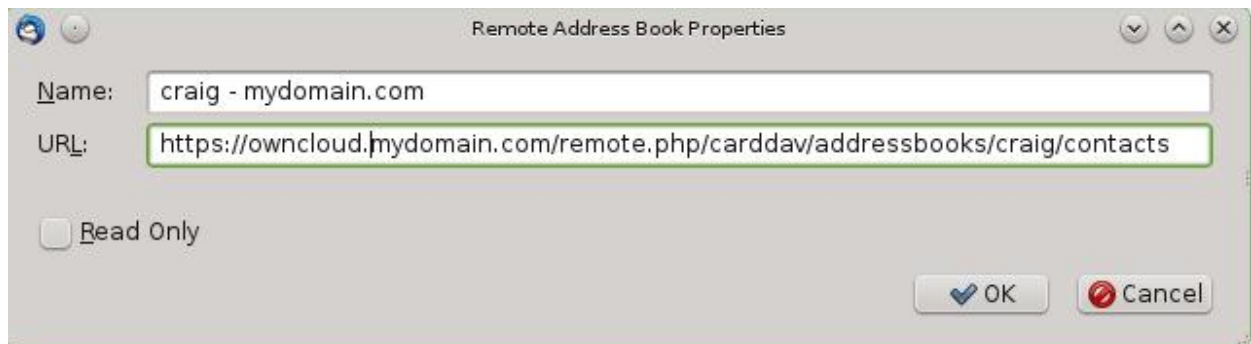 Remote Address Book Properties
Name: craig - mydomain.com
URL: https://owncloud.mydomain.com/remote.php/carddav/addressbooks/craig/contacts
Read Only
OK Cancel